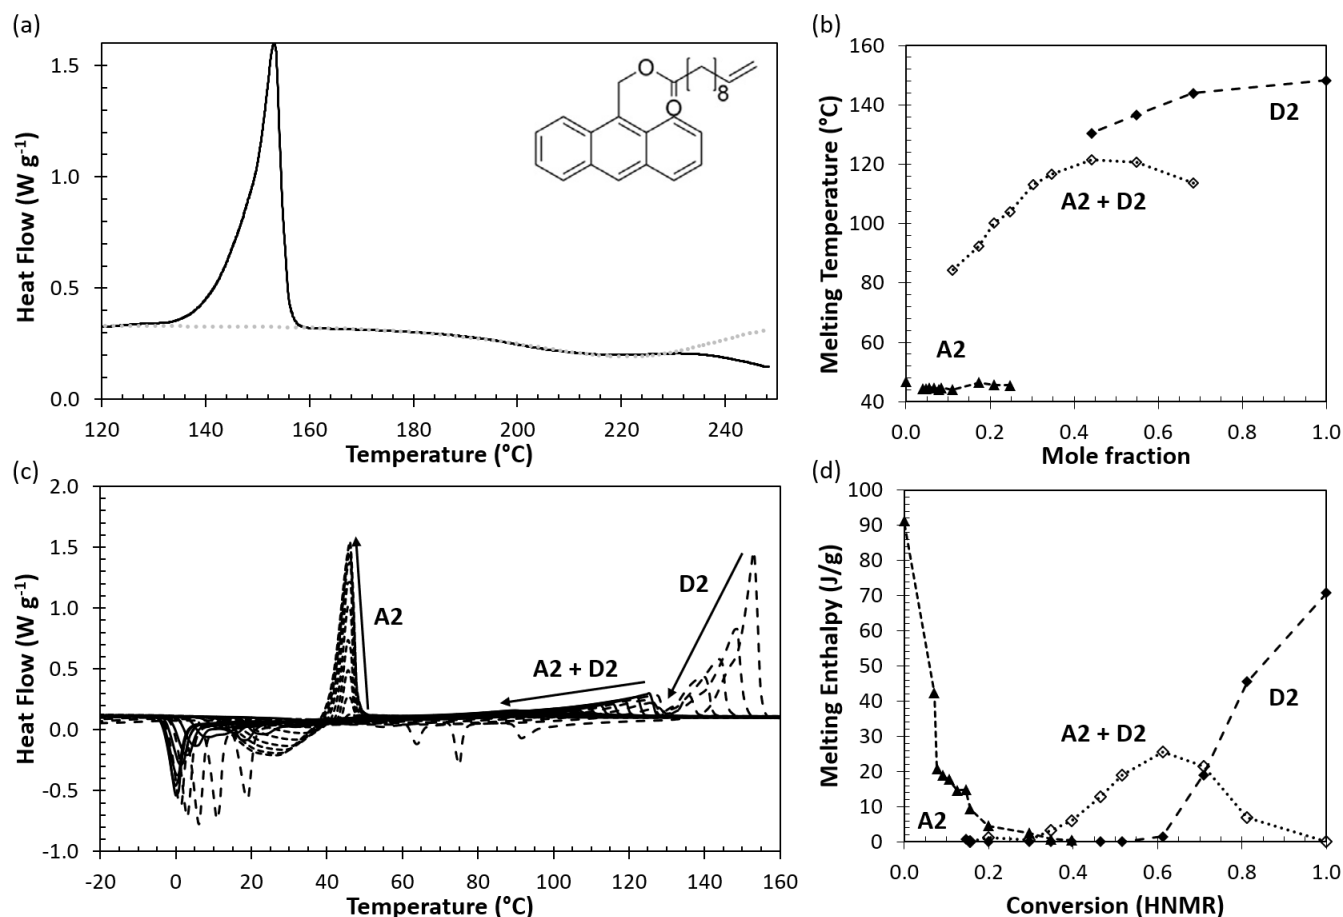 (a)
1.5
1.0
0.5
0.0
Heat Flow (W g⁻¹)
120 140 160 180 200 220 240
Temperature (°C)
O
O
8
(b)
160
140
120
100
80
60
40
Melting Temperature (°C)
D2
A2 + D2
A2
0.0 0.2 0.4 0.6 0.8 1.0
Mole fraction
(c)
2.0
1.5
1.0
0.5
0.0
-0.5
-1.0
Heat Flow (W g⁻¹)
A2
A2 + D2
D2
-20 0 20 40 60 80 100 120 140 160
Temperature (°C)
(d)
100
90
80
70
60
50
40
30
20
10
0
Melting Enthalpy (J/g)
A2
A2 + D2
D2
0.0 0.2 0.4 0.6 0.8 1.0
Conversion (HNMR)